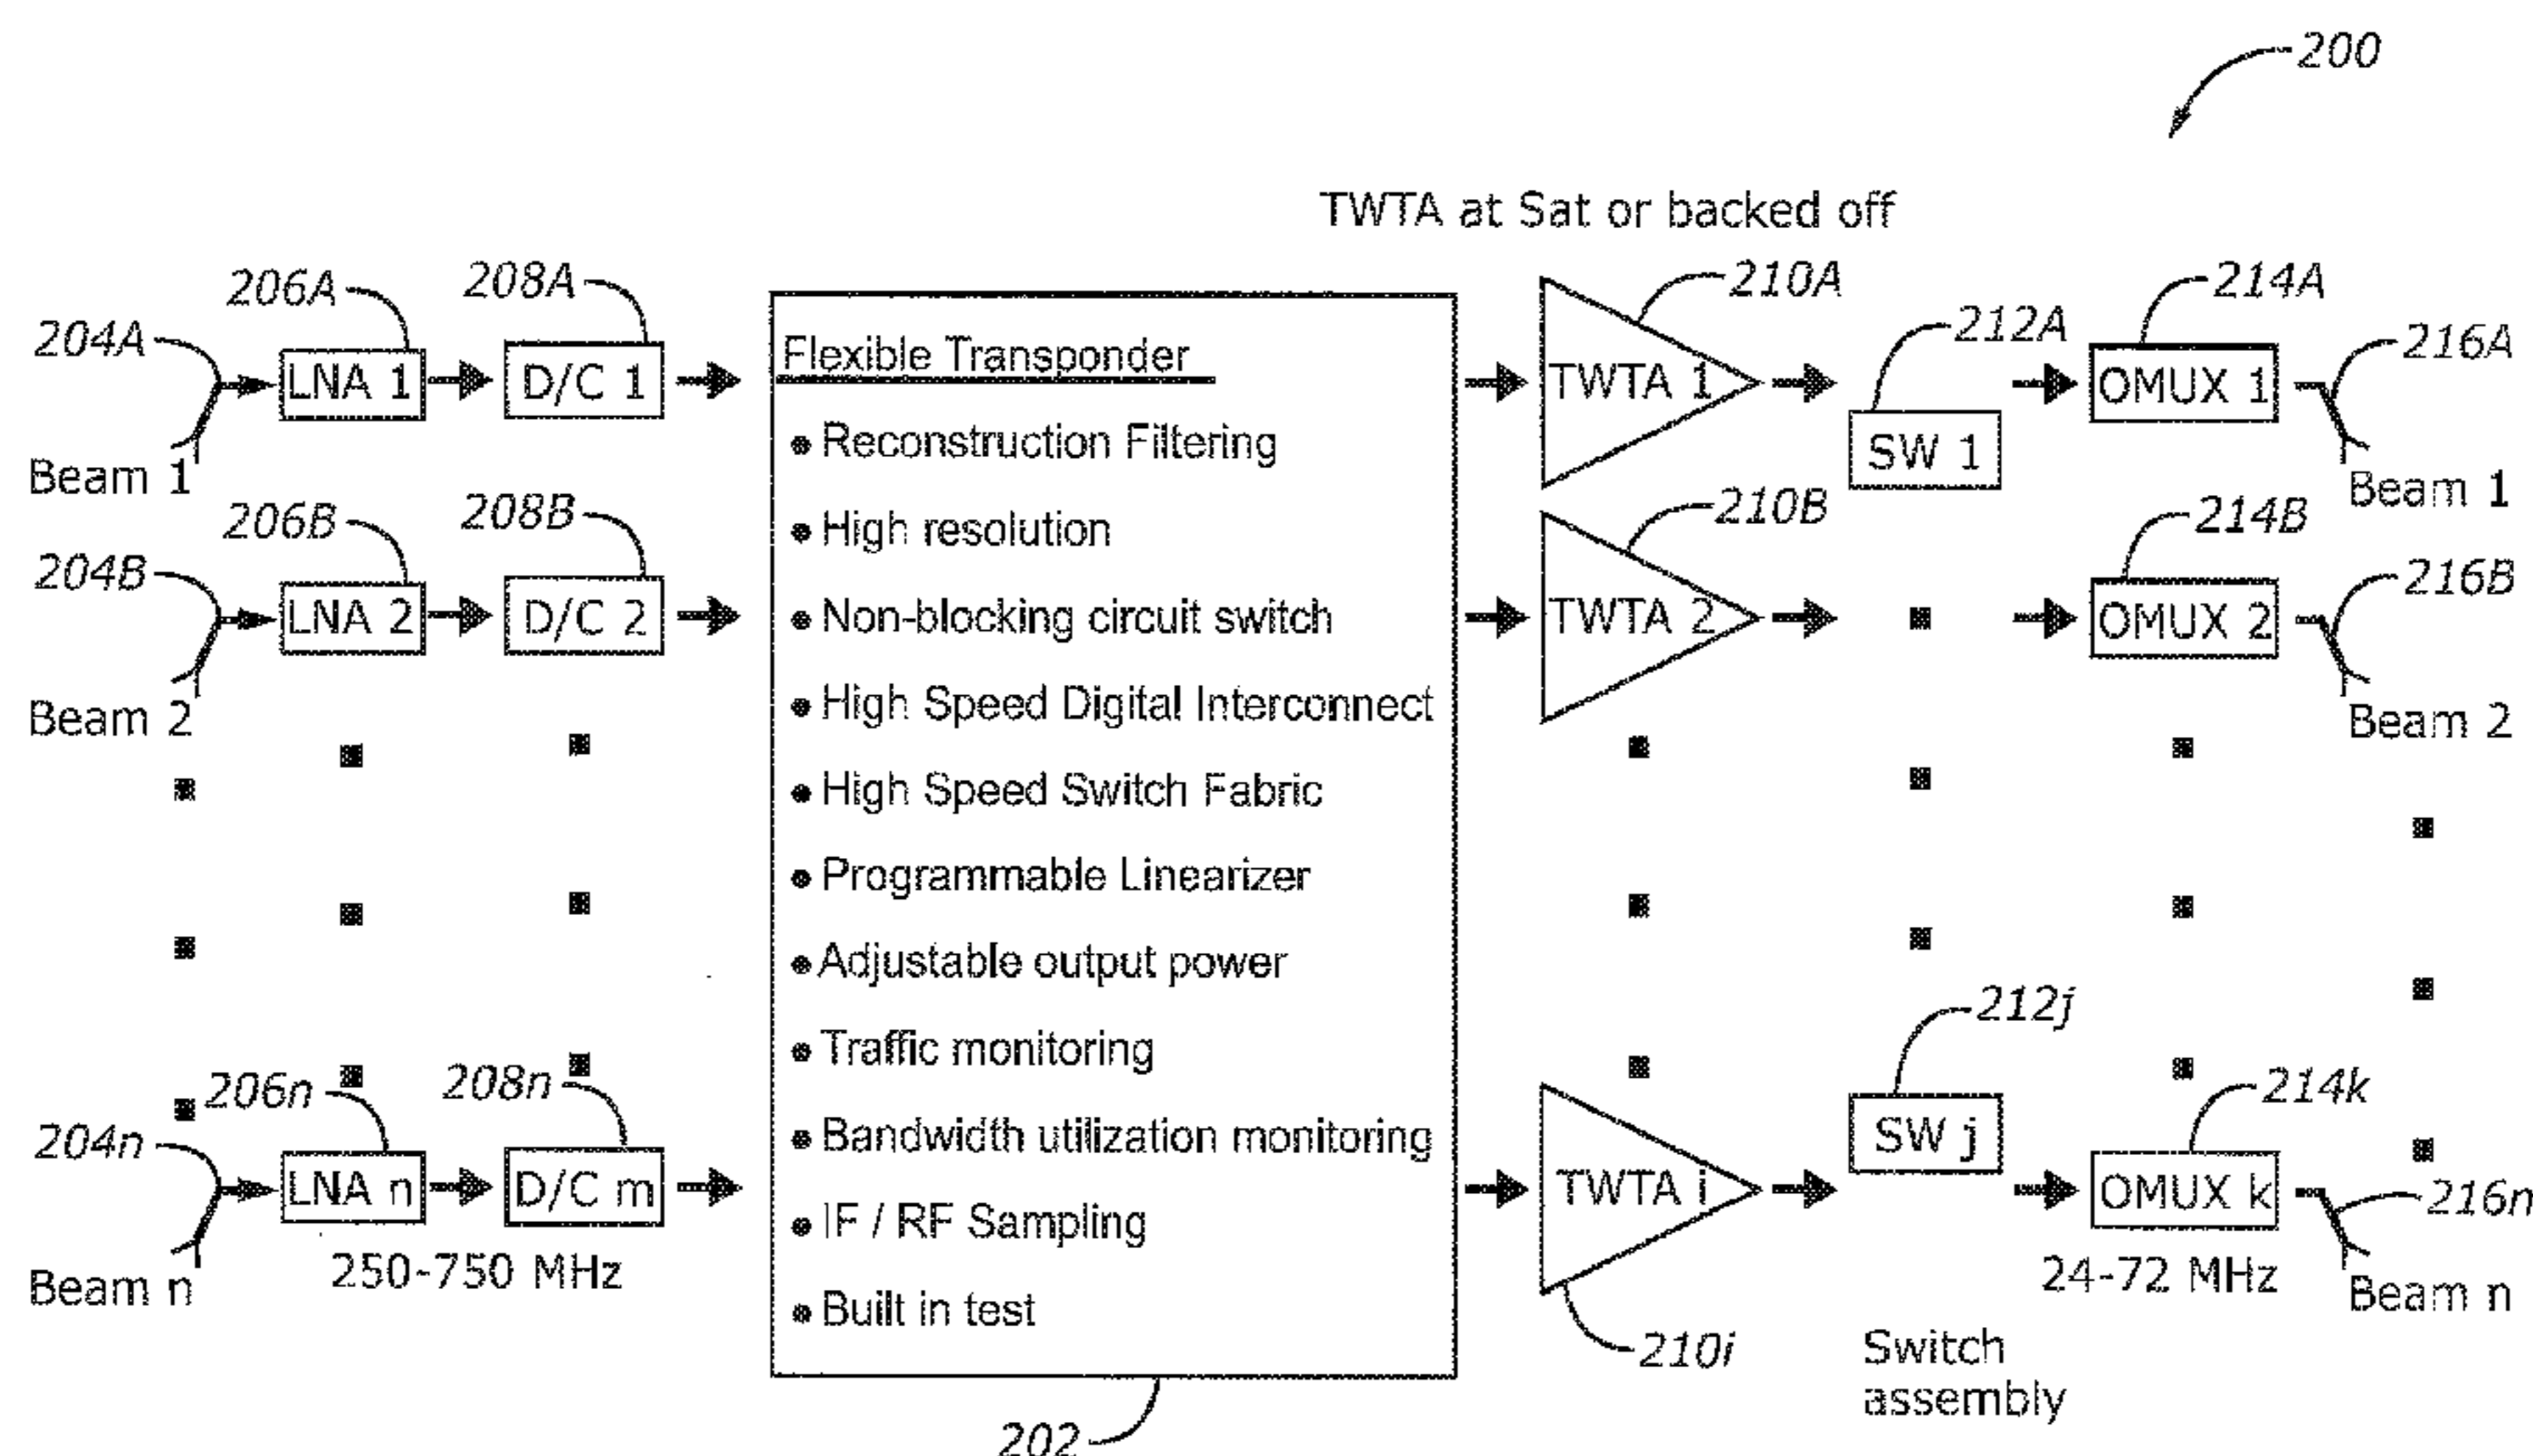 200
TWTA at Sat or backed off
206A
208A
210A
214A
204A
212A
216A
LNA 1
D/C 1
Flexible Transponder
TWTA 1
SW 1
OMUX 1
Beam 1
Beam 1
• Reconstruction Filtering
206B
208B
210B
214B
204B
216B
• High resolution
LNA 2
D/C 2
• Non-blocking circuit switch
TWTA 2
OMUX 2
Beam 2
Beam 2
• High Speed Digital Interconnect
• High Speed Switch Fabric
• Programmable Linearizer
• Adjustable output power
• Traffic monitoring
• Bandwidth utilization monitoring
• IF / RF Sampling
• Built in test
206n
208n
212j
214k
204n
216n
LNA n
D/C m
TWTA i
SW j
OMUX k
Beam n
250-750 MHz
24-72 MHz
Beam n
210i
Switch
assembly
202